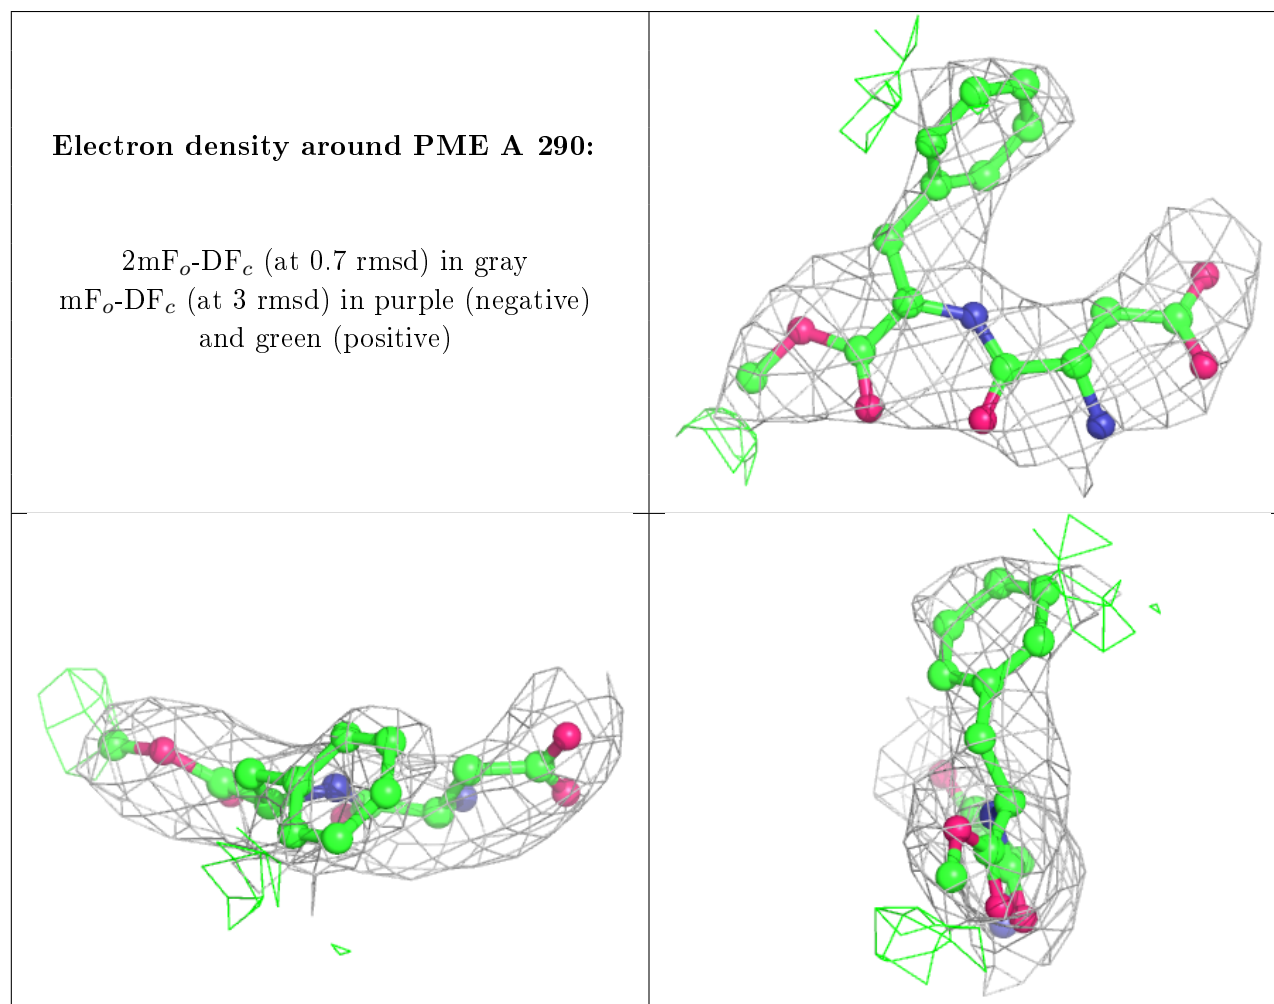 Electron density around PME A 290:
2mFo-DFc (at 0.7 rmsd) in gray
mFo-DFc (at 3 rmsd) in purple (negative)
and green (positive)